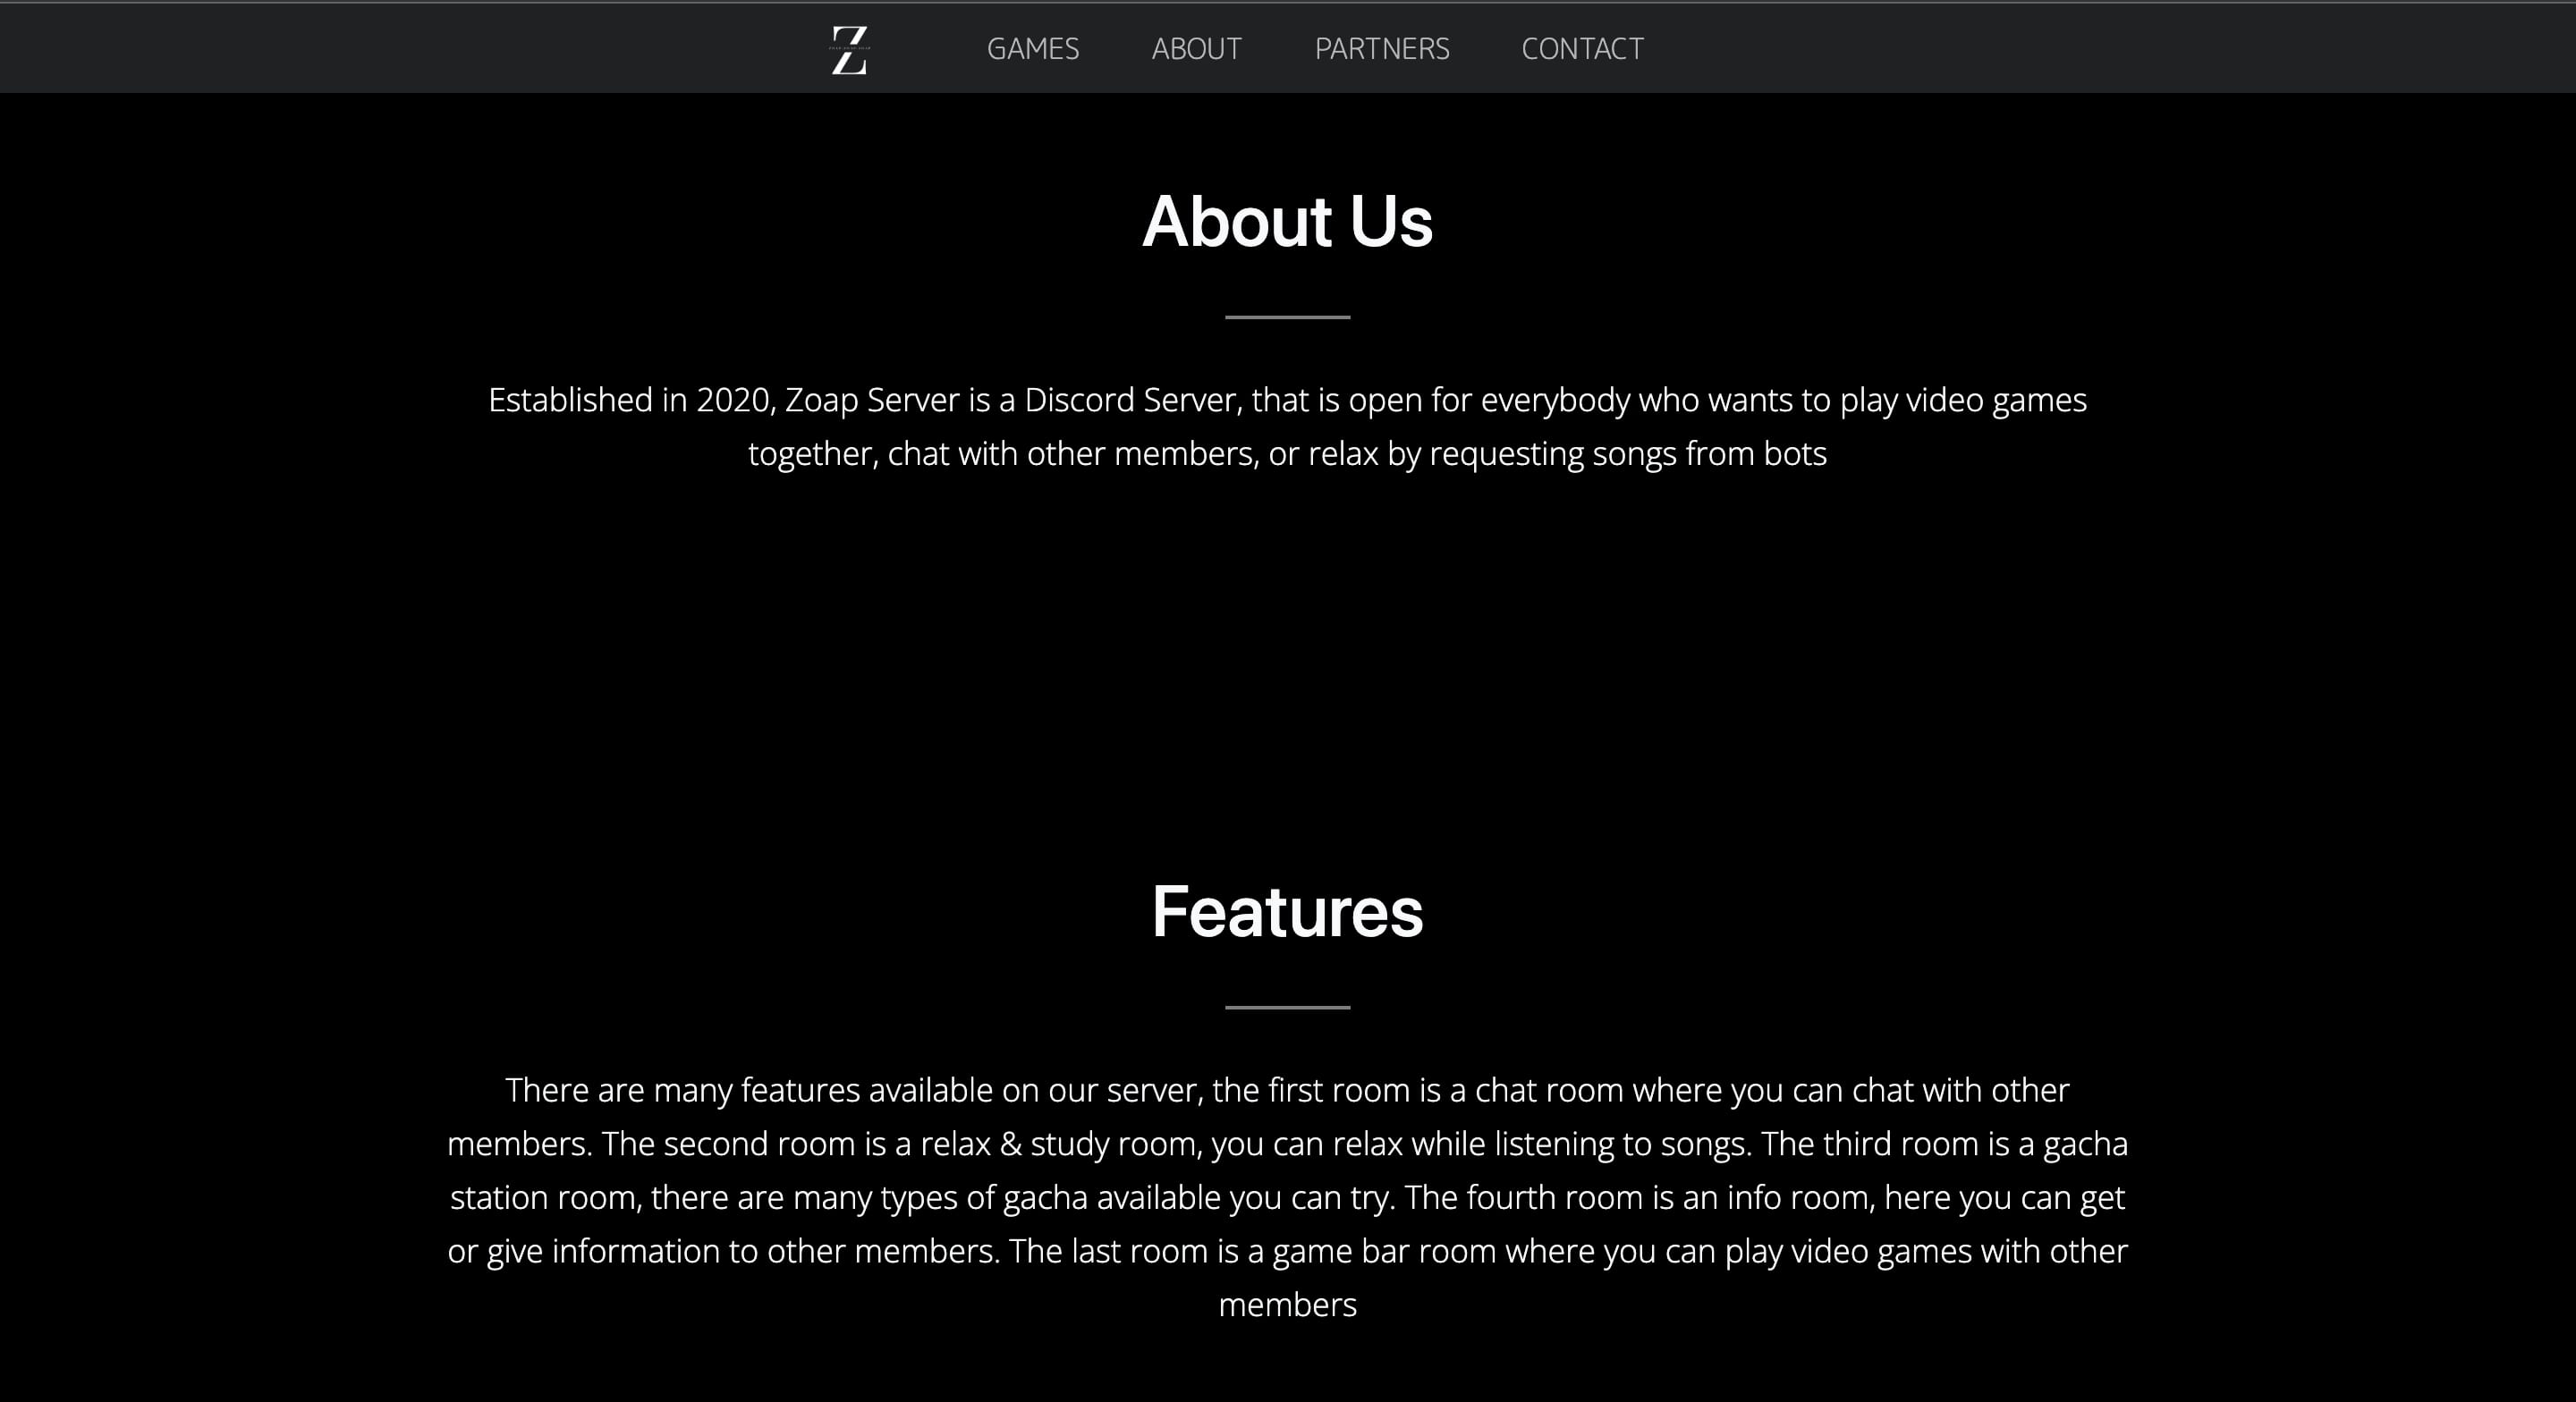 Z
GAMES
ABOUT
PARTNERS
CONTACT
About Us
Established in 2020, Zoap Server is a Discord Server, that is open for everybody who wants to play video games
together, chat with other members, or relax by requesting songs from bots
Features
There are many features available on our server, the first room is a chat room where you can chat with other
members. The second room is a relax & study room, you can relax while listening to songs. The third room is a gacha
station room, there are many types of gacha available you can try. The fourth room is an info room, here you can get
or give information to other members. The last room is a game bar room where you can play video games with other
members